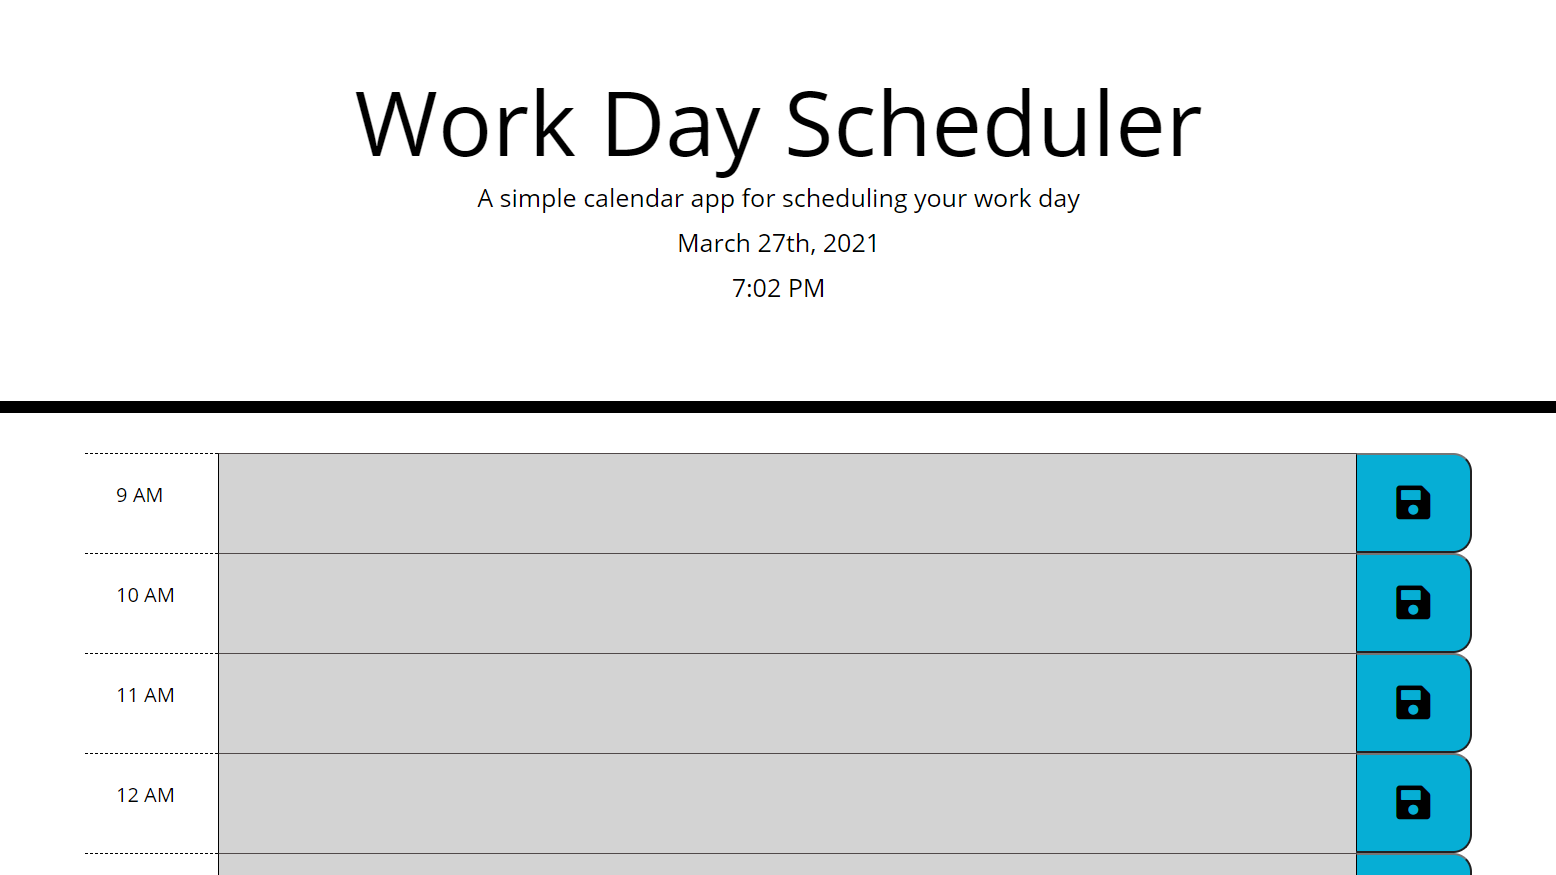 Work Day Scheduler
A simple calendar app for scheduling your work day
March 27th, 2021
7:02 PM
9 AM
10 AM
11 AM
12 AM